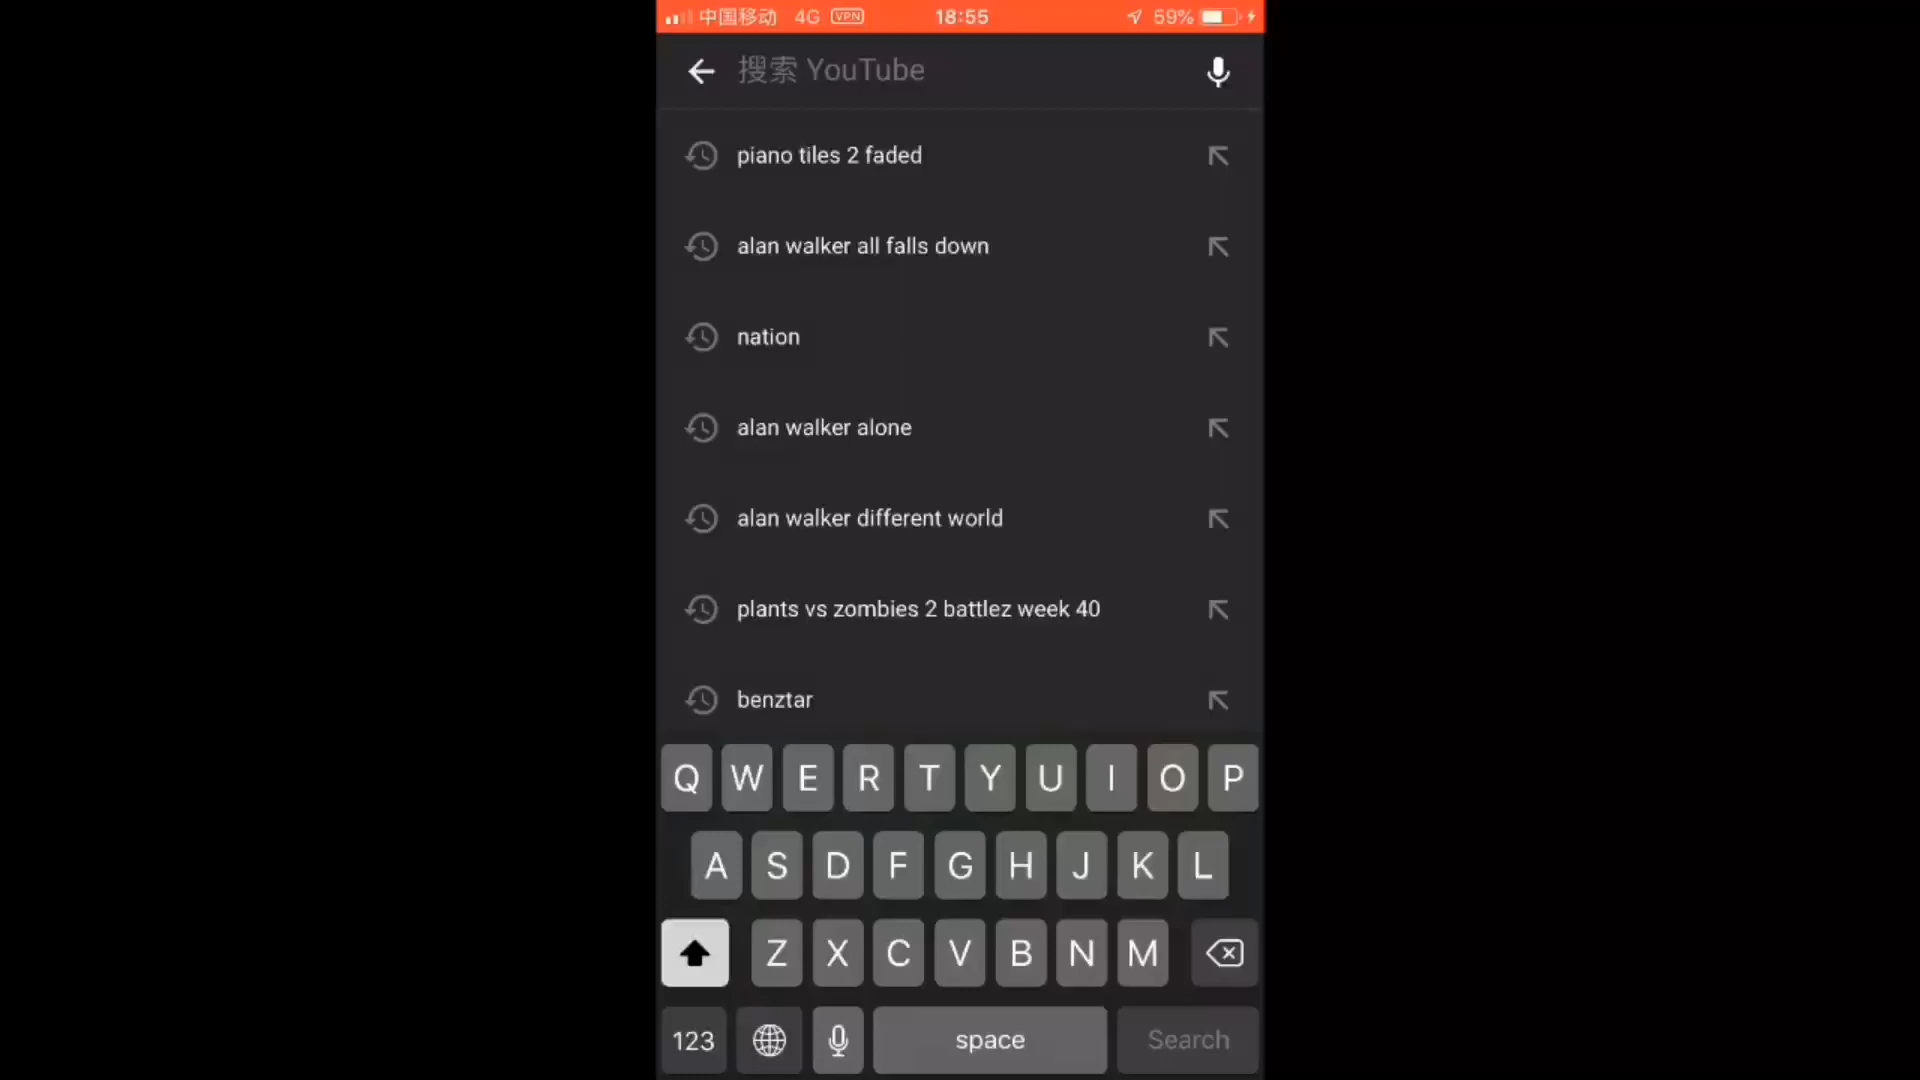 中国移动 4G VPN 18:55 59%
搜索 YouTube
piano tiles 2 faded
alan walker all falls down
nation
alan walker alone
alan walker different world
plants vs zombies 2 battlez week 40
benztar
Q W E R T Y U I O P
A S D F G H J K L
Z X C V B N M
123 space Search